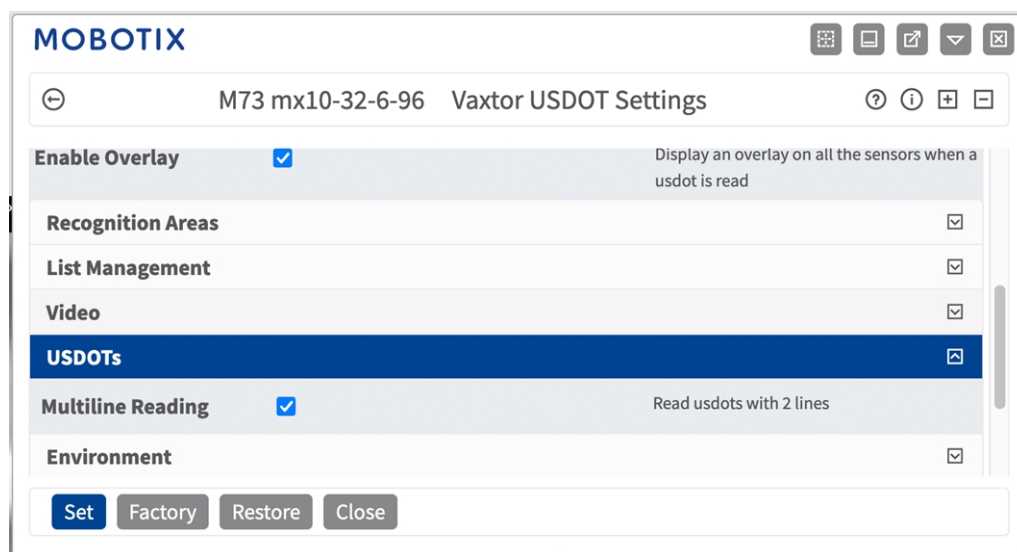 MOBOTIX
M73 mx10-32-6-96 Vaxtor USDOT Settings
Enable Overlay
Display an overlay on all the sensors when a
usdot is read
Recognition Areas
List Management
Video
USDOTs
Multiline Reading
Read usdots with 2 lines
Environment
Set Factory Restore Close